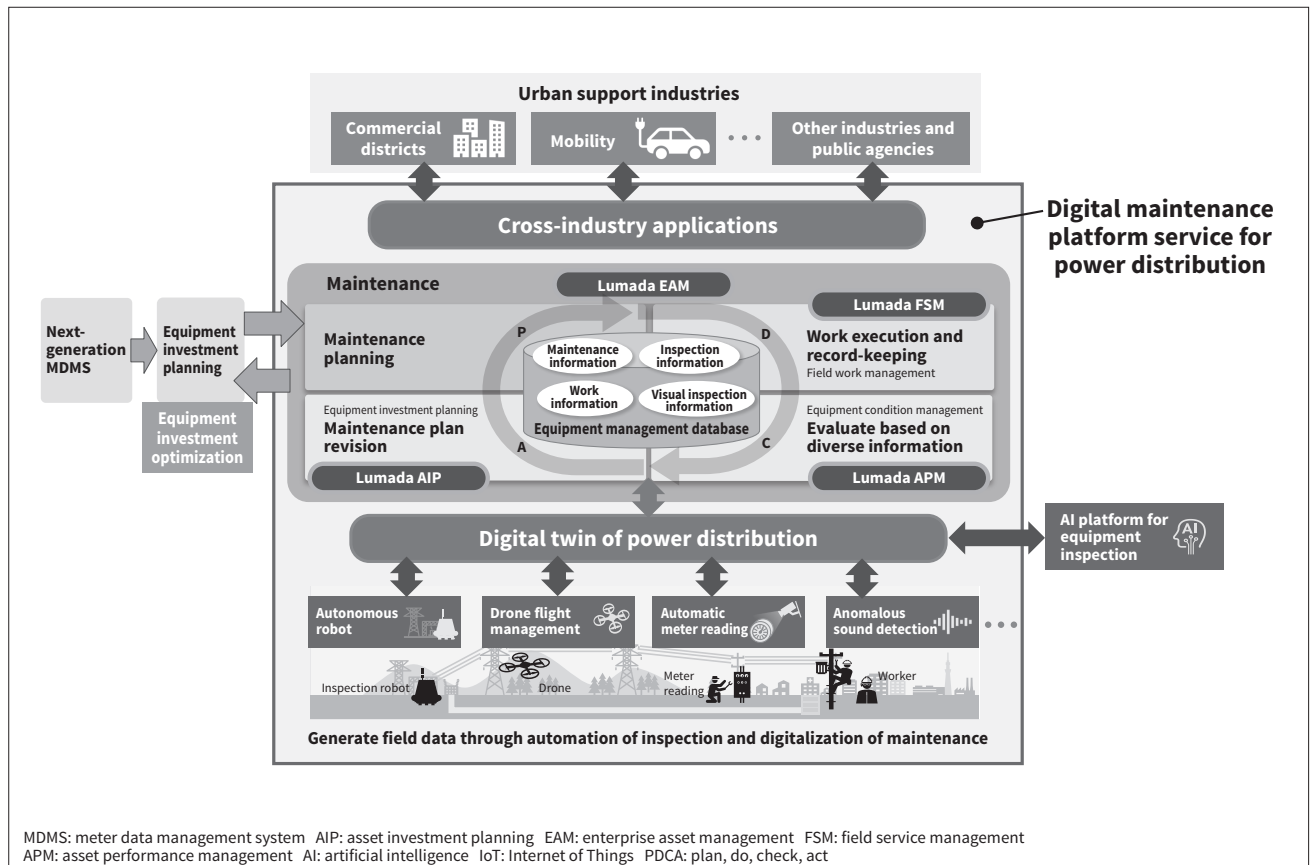 Urban support industries
Commercial
districts
Mobility
Other industries and
public agencies
Cross-industry applications
Digital maintenance
platform service for
power distribution
Maintenance
Lumada EAM
Lumada FSM
Next-
generation
MDMS
Equipment
investment
planning
Equipment
investment
optimization
Maintenance
planning
P
D
Maintenance
information
Inspection
information
Work
information
Visual inspection
information
Equipment management database
Work execution and
record-keeping
Field work management
Equipment investment planning
Maintenance plan
revision
A
C
Equipment condition management
Evaluate based on
diverse information
Lumada AIP
Lumada APM
Digital twin of power distribution
AI platform for
equipment
inspection
AI
Autonomous
robot
Drone flight
management
Automatic
meter reading
Anomalous
sound detection
Inspection robot
Drone
Meter
reading
Worker
Generate field data through automation of inspection and digitalization of maintenance
MDMS: meter data management system AIP: asset investment planning EAM: enterprise asset management FSM: field service management
APM: asset performance management AI: artificial intelligence IoT: Internet of Things PDCA: plan, do, check, act